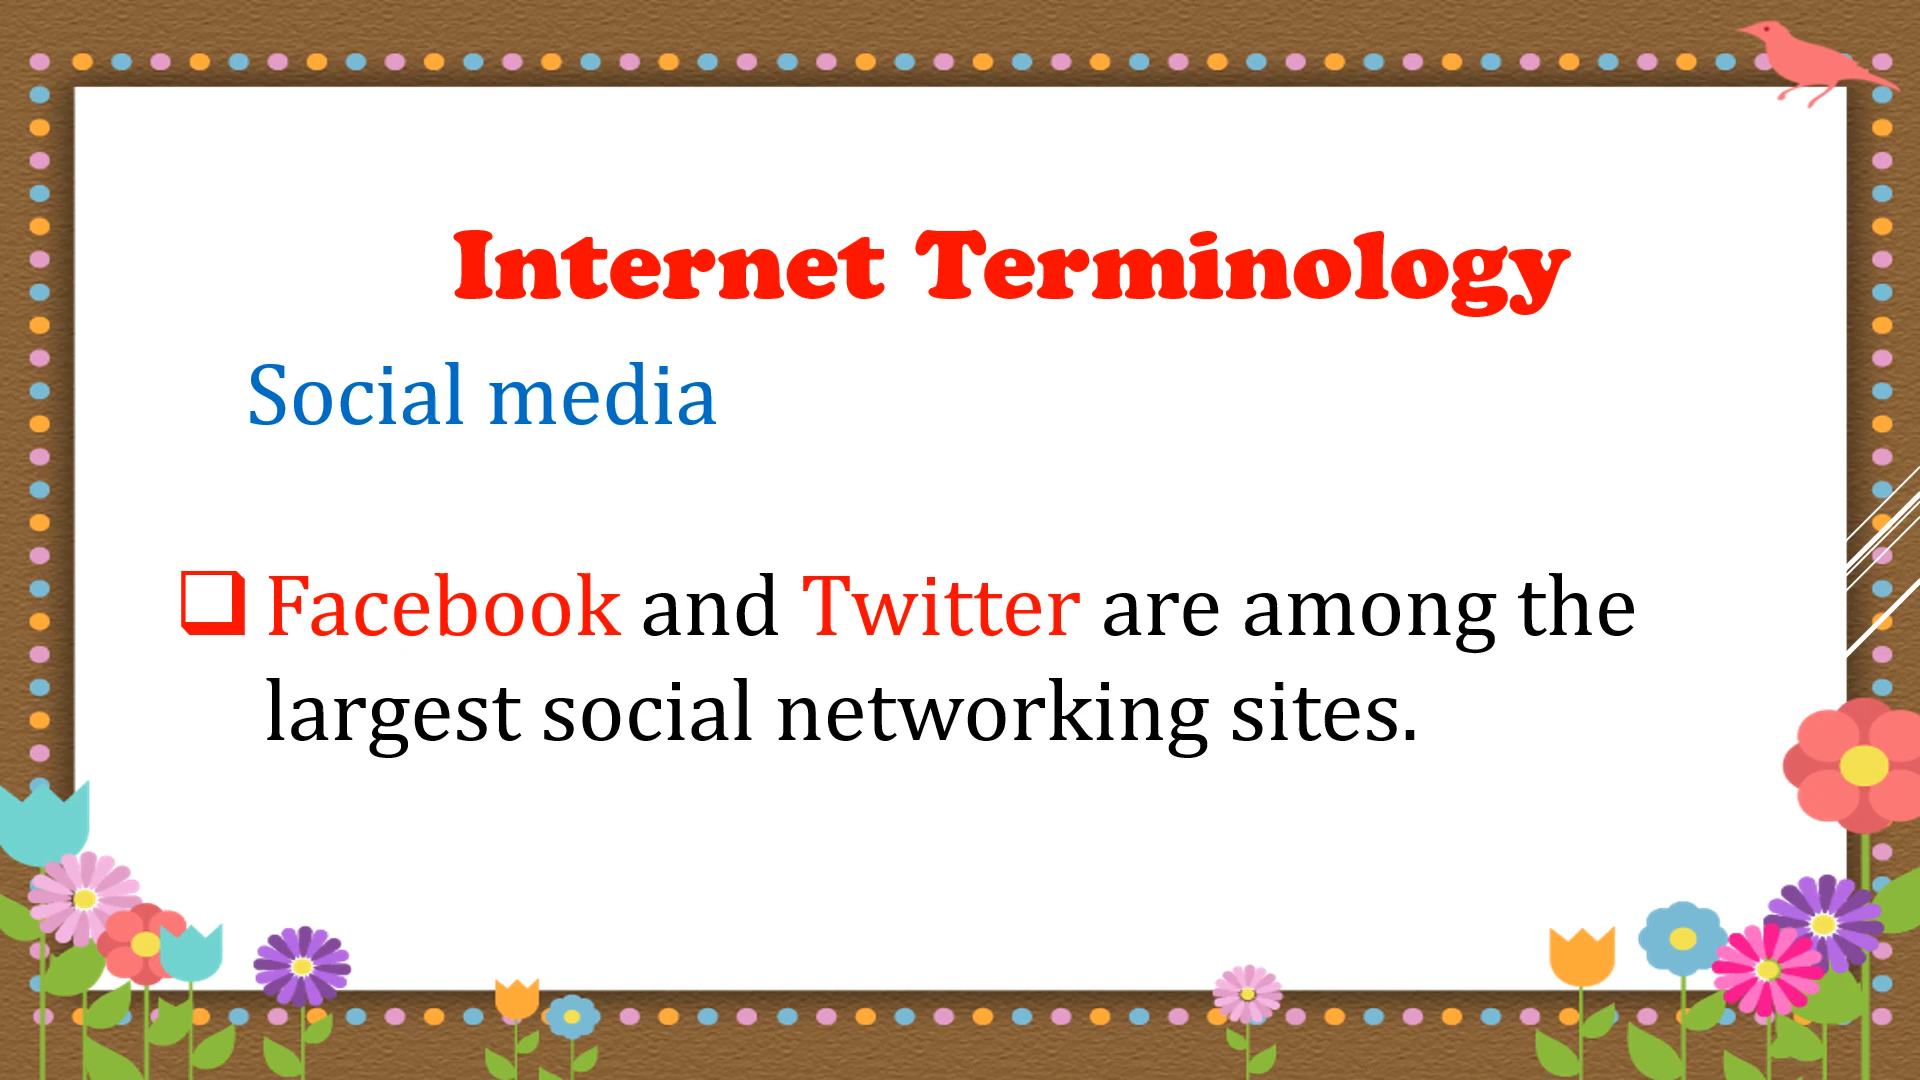 Internet Terminology
Social media
Facebook and Twitter are among the
largest social networking sites.